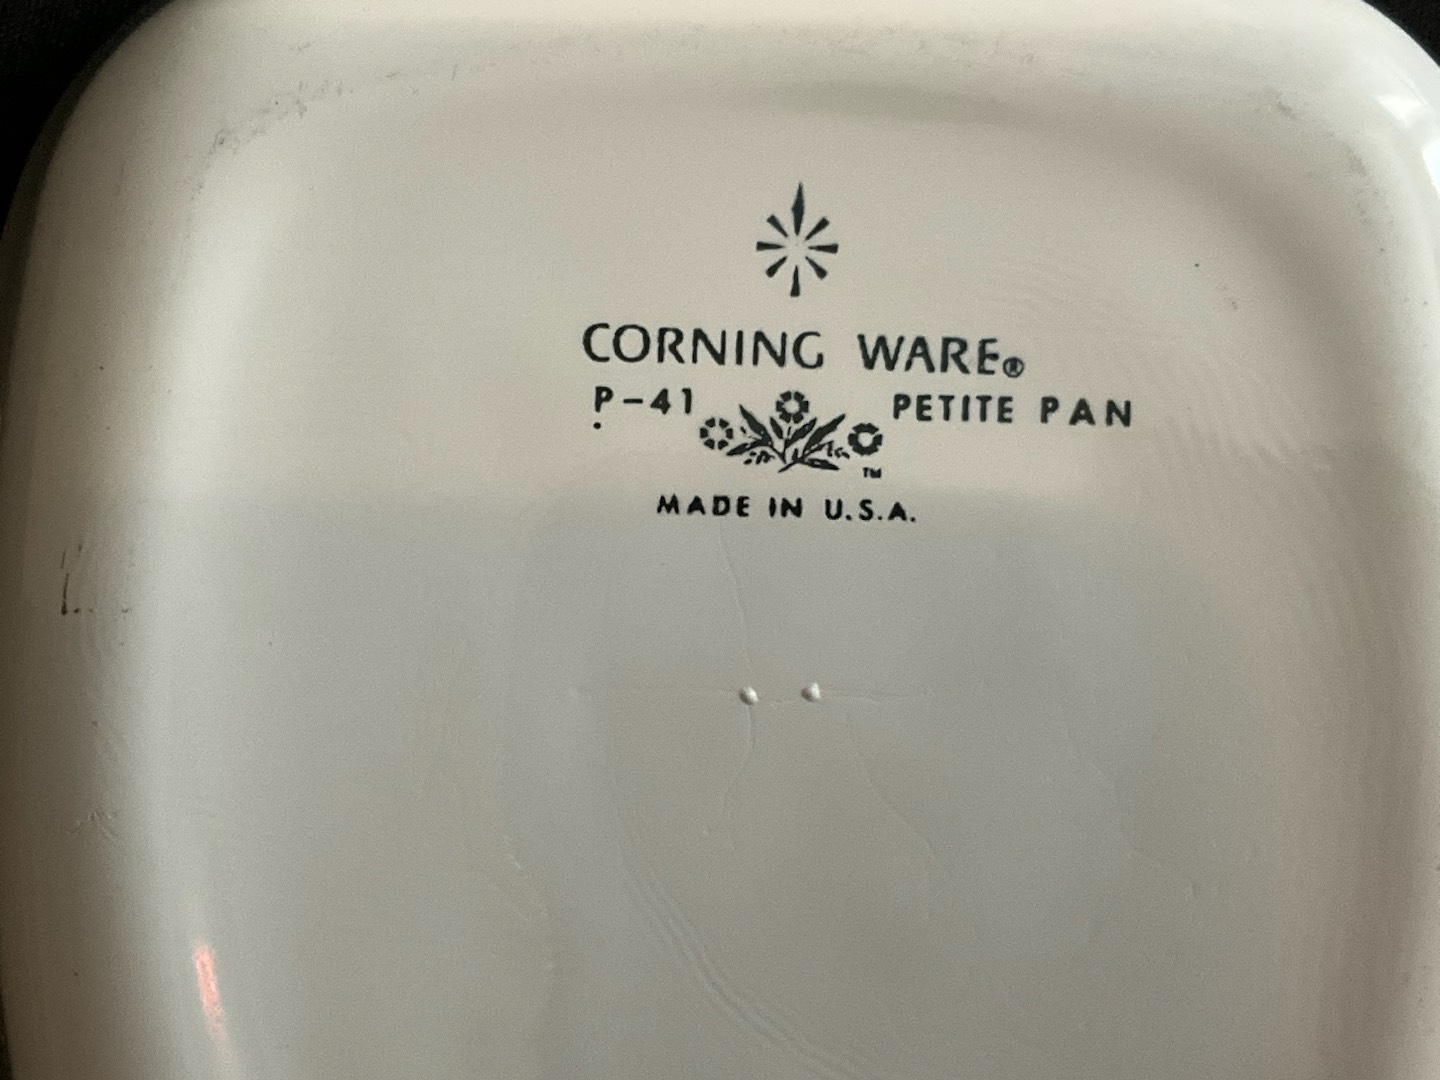 CORNING WARE®
P-41 PETITE PAN
TM
MADE IN U.S.A.